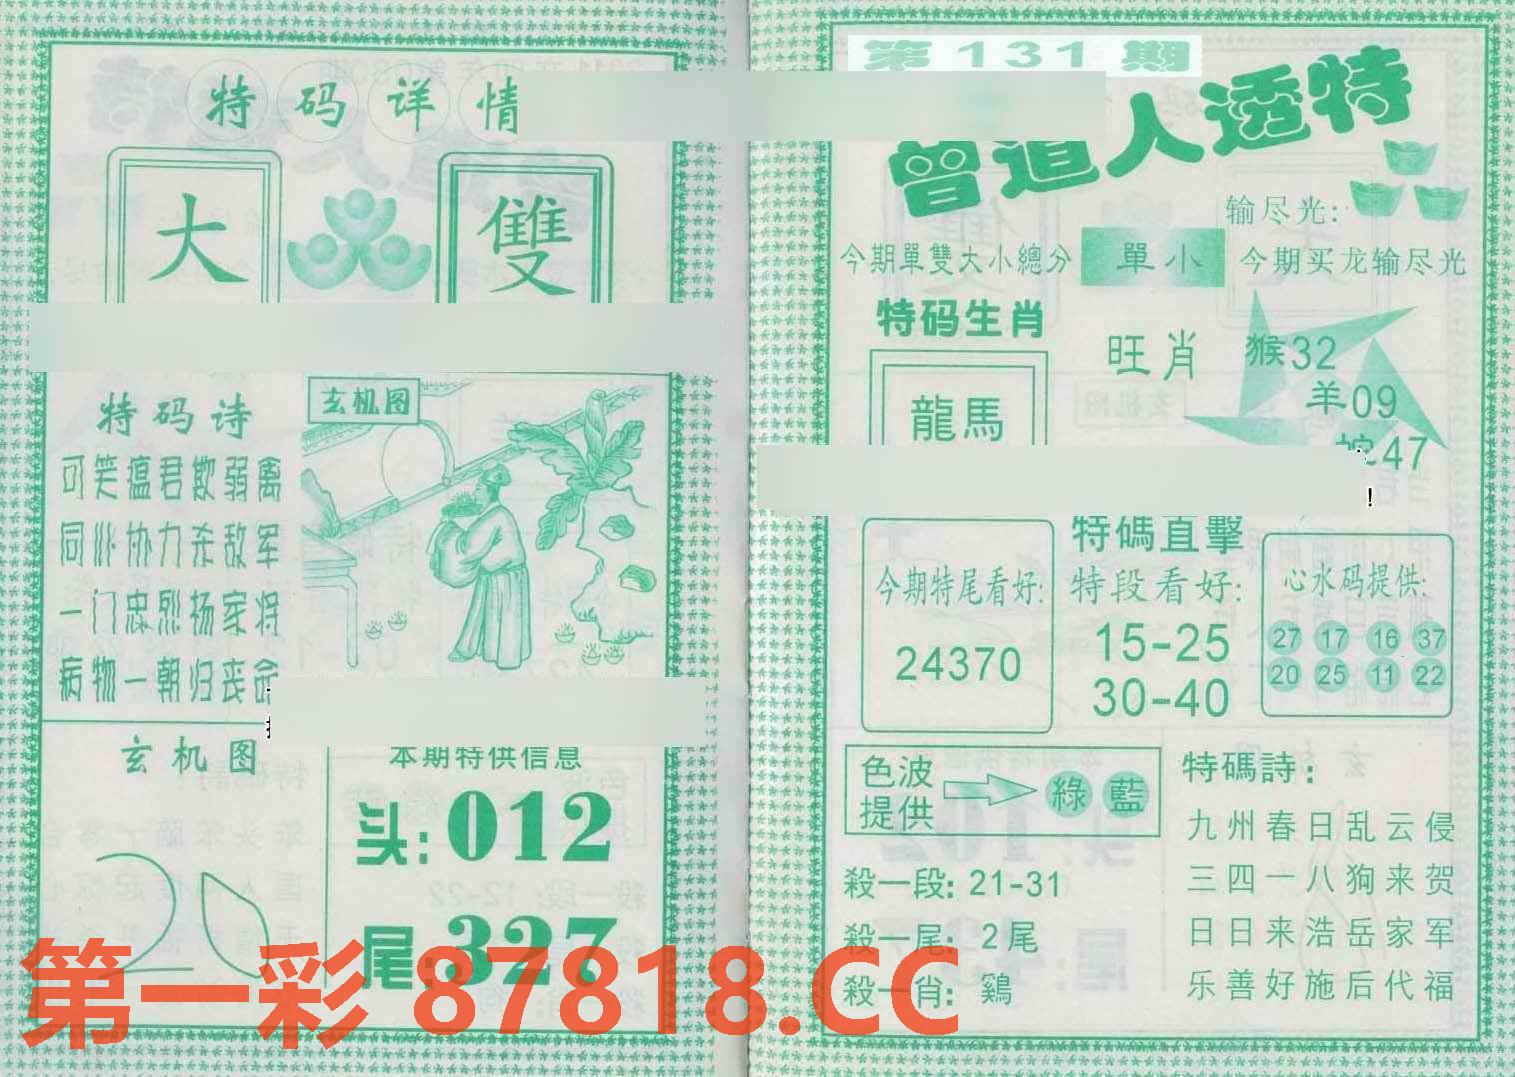 特码详情
大
雙
特码诗
可笑瘟君欺弱离
同州协力杀敌军
一门忠烈杨家将
病物一朝归丧命
玄机图
玄机图
本期特供信息
头:012
尾:327
第131期
曾道人透特
输尽光:
今期單雙大小總分
單小
今期买龙输尽光
特码生肖
龍馬
旺肖
猴32
羊09
47
!
特碼直擊
今期特尾看好:
24370
特段看好:
15-25
30-40
心水码提供:
27 17 16 37
20 25 11 22
色波
提供
綠 藍
殺一段:21-31
殺一尾:2尾
殺一肖:鷄
特碼詩:
九州春日乱云侵
三四一八狗来贺
日日来浩岳家军
乐善好施后代福
第一彩 87818.CC